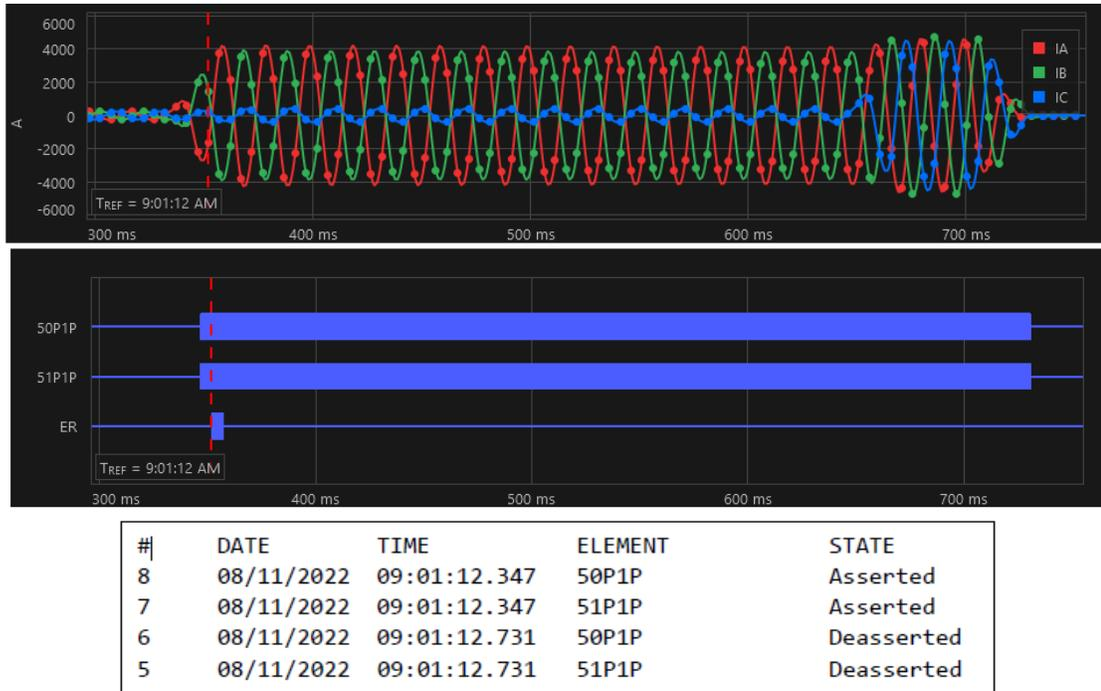 6000
4000
2000
0
-2000
-4000
-6000
A
IA
IB
IC
TREF = 9:01:12 AM
300 ms 400 ms 500 ms 600 ms 700 ms
50P1P
51P1P
ER
TREF = 9:01:12 AM
300 ms 400 ms 500 ms 600 ms 700 ms
# DATE TIME ELEMENT STATE
8 08/11/2022 09:01:12.347 50P1P Asserted
7 08/11/2022 09:01:12.347 51P1P Asserted
6 08/11/2022 09:01:12.731 50P1P Deasserted
5 08/11/2022 09:01:12.731 51P1P Deasserted